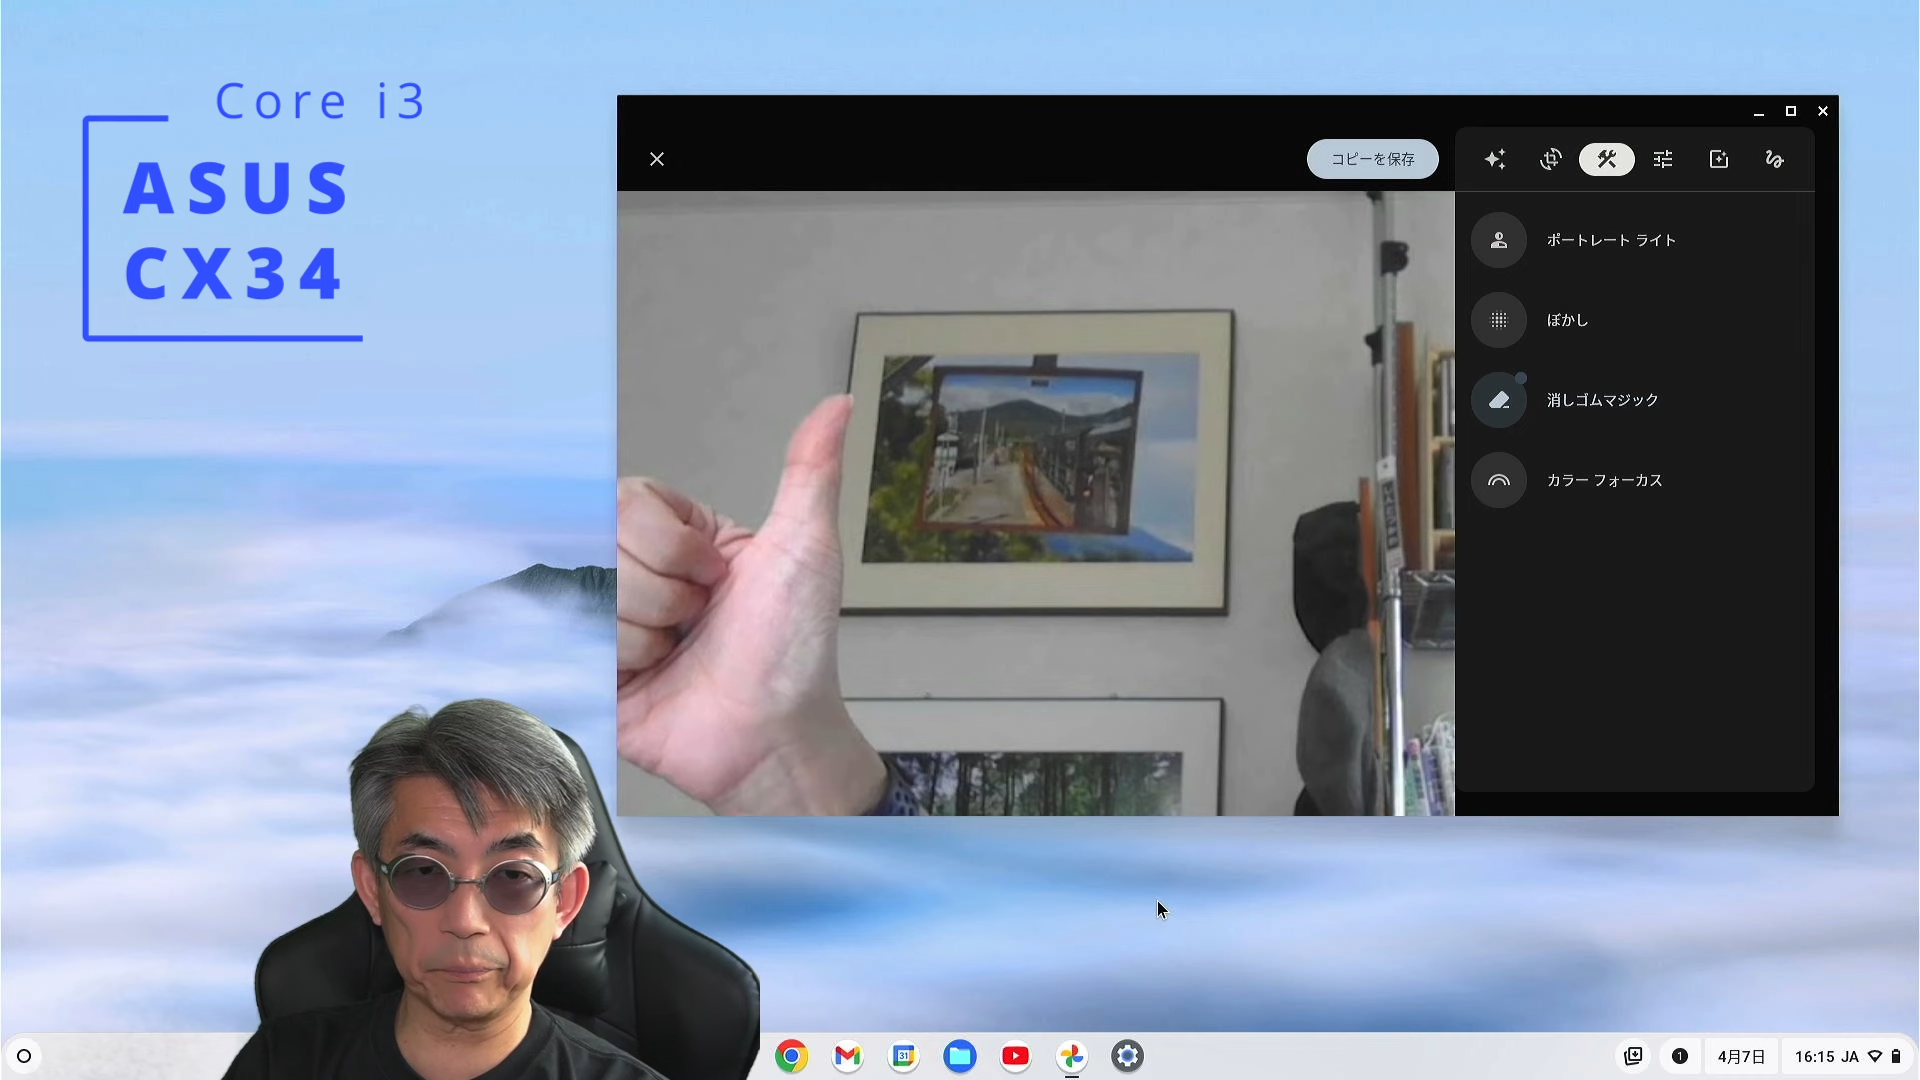 Core i3
ASUS
CX34
コピーを保存
ポートレート ライト
ぼかし
消しゴムマジック
カラー フォーカス
31
1
4月7日
16:15 JA